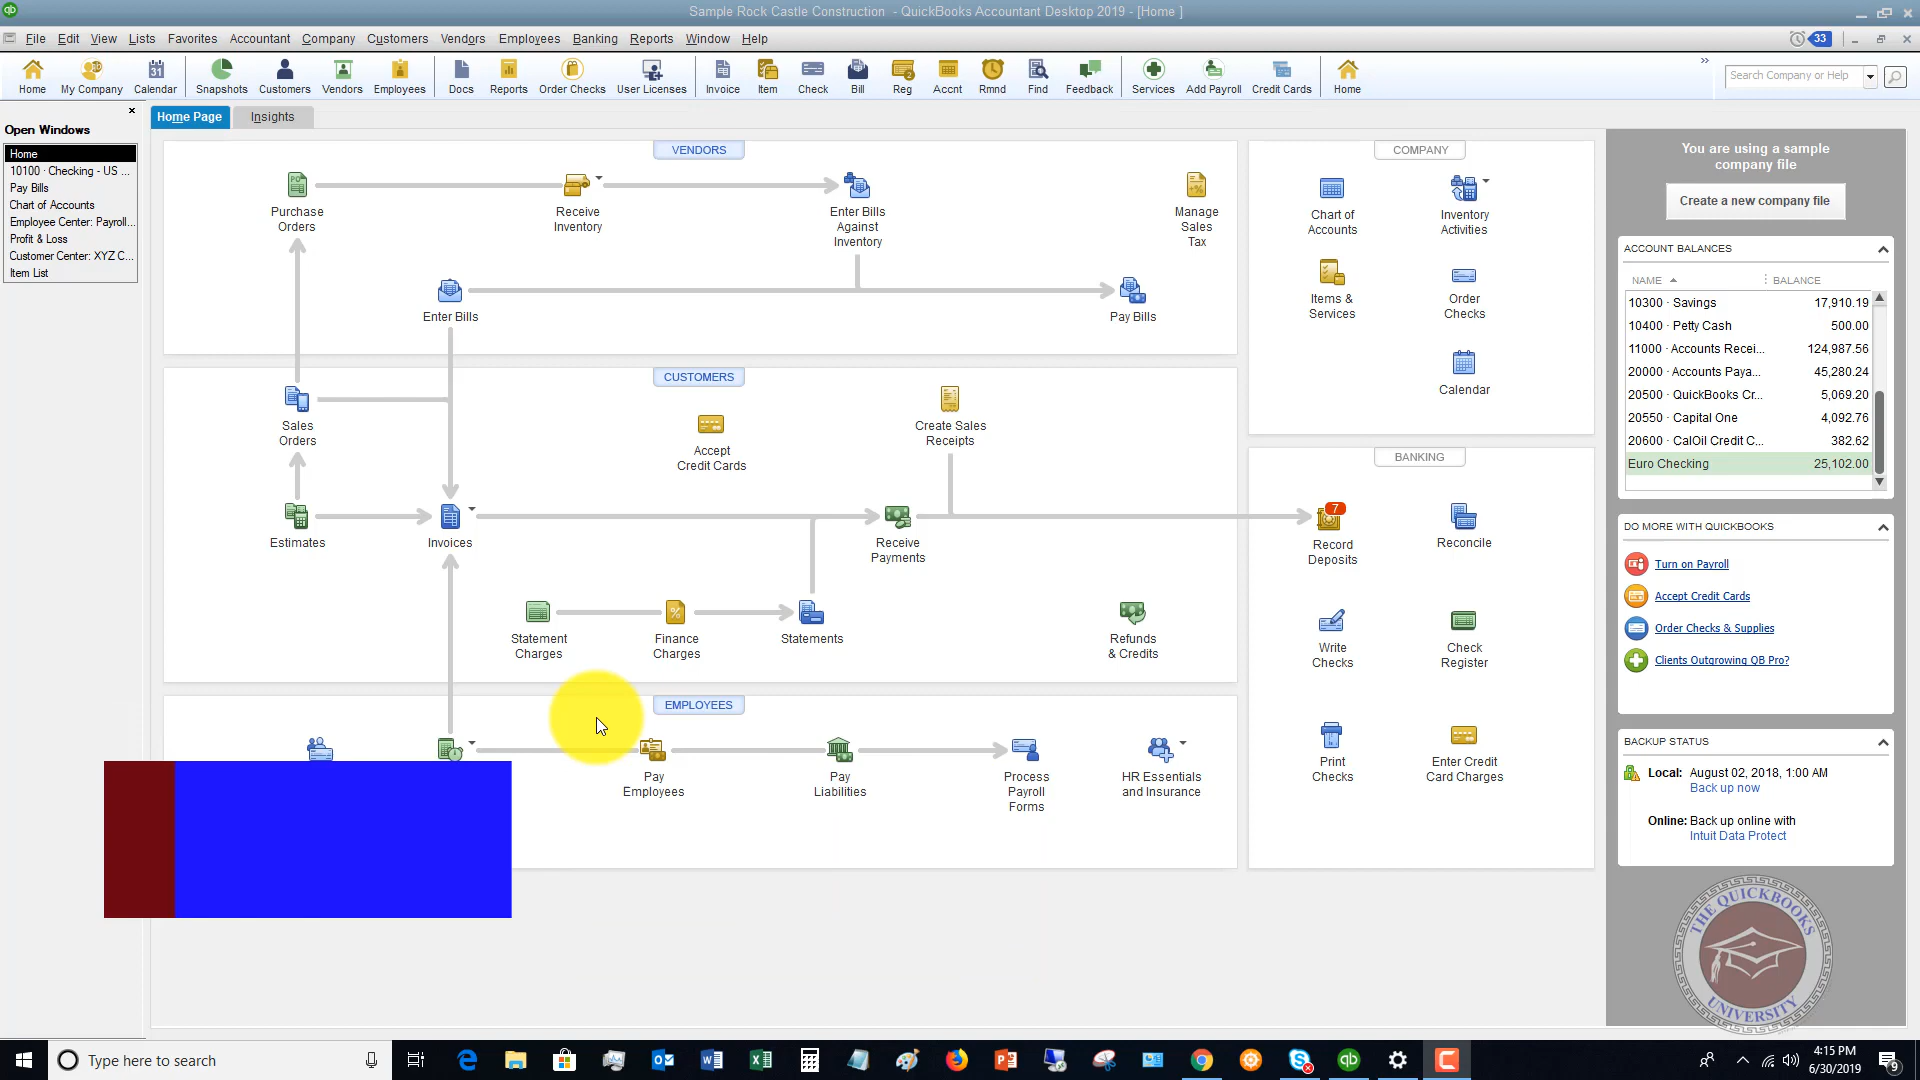 Sample Rock Castle Construction - QuickBooks Accountant Desktop 2019 - [Home ]
File Edit View Lists Favorites Accountant Company Customers Vendors Employees Banking Reports Window Help
33
Home My Company Calendar Snapshots Customers Vendors Employees Docs Reports Order Checks User Licenses Invoice Item Check Bill Reg Accnt Rmnd Find Feedback Services Add Payroll Credit Cards Home
Search Company or Help
Open Windows
Home
10100 · Checking - US ...
Pay Bills
Chart of Accounts
Employee Center: Payroll...
Profit & Loss
Customer Center: XYZ C...
Item List
Home Page Insights
VENDORS
Purchase
Orders
Receive
Inventory
Enter Bills
Against
Inventory
Manage
Sales
Tax
Enter Bills
Pay Bills
CUSTOMERS
Sales
Orders
Accept
Credit Cards
Create Sales
Receipts
Estimates
Invoices
Receive
Payments
Statement
Charges
Finance
Charges
Statements
Refunds
& Credits
EMPLOYEES
Pay
Employees
Pay
Liabilities
Process
Payroll
Forms
HR Essentials
and Insurance
COMPANY
Chart of
Accounts
Inventory
Activities
Items &
Services
Order
Checks
Calendar
BANKING
7
Record
Deposits
Reconcile
Write
Checks
Check
Register
Print
Checks
Enter Credit
Card Charges
You are using a sample
company file
Create a new company file
ACCOUNT BALANCES
NAME BALANCE
10300 · Savings 17,910.19
10400 · Petty Cash 500.00
11000 · Accounts Recei... 124,987.56
20000 · Accounts Paya... 45,280.24
20500 · QuickBooks Cr... 5,069.20
20550 · Capital One 4,092.76
20600 · CalOil Credit C... 382.62
Euro Checking 25,102.00
DO MORE WITH QUICKBOOKS
Turn on Payroll
Accept Credit Cards
Order Checks & Supplies
Clients Outgrowing QB Pro?
BACKUP STATUS
Local: August 02, 2018, 1:00 AM
Back up now
Online: Back up online with
Intuit Data Protect
THE QUICKBOOKS
UNIVERSITY
Type here to search
4:15 PM
6/30/2019
9